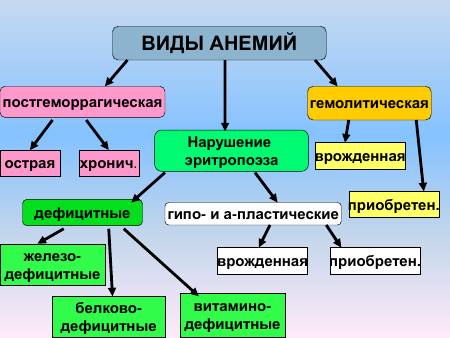 ВИДЫ АНЕМИЙ
постгеморрагическая
гемолитическая
острая
хронич.
Нарушение
эритропоэза
врожденная
приобретен.
дефицитные
гипо- и а-пластические
железо-
дефицитные
врожденная
приобретен.
белково-
дефицитные
витамино-
дефицитные